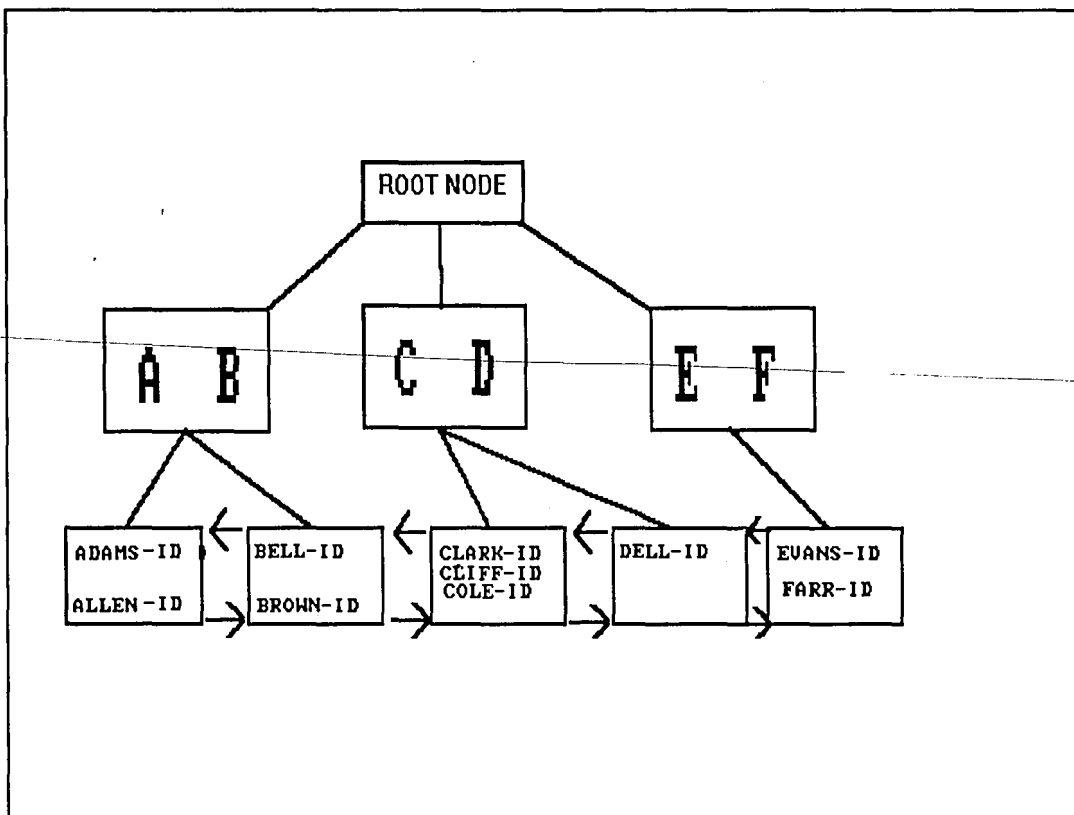 ROOT NODE
A B
C D
E F
ADAMS-ID
ALLEN-ID
BELL-ID
BROWN-ID
CLARK-ID
CLIFF-ID
COLE-ID
DELL-ID
EVANS-ID
FARR-ID